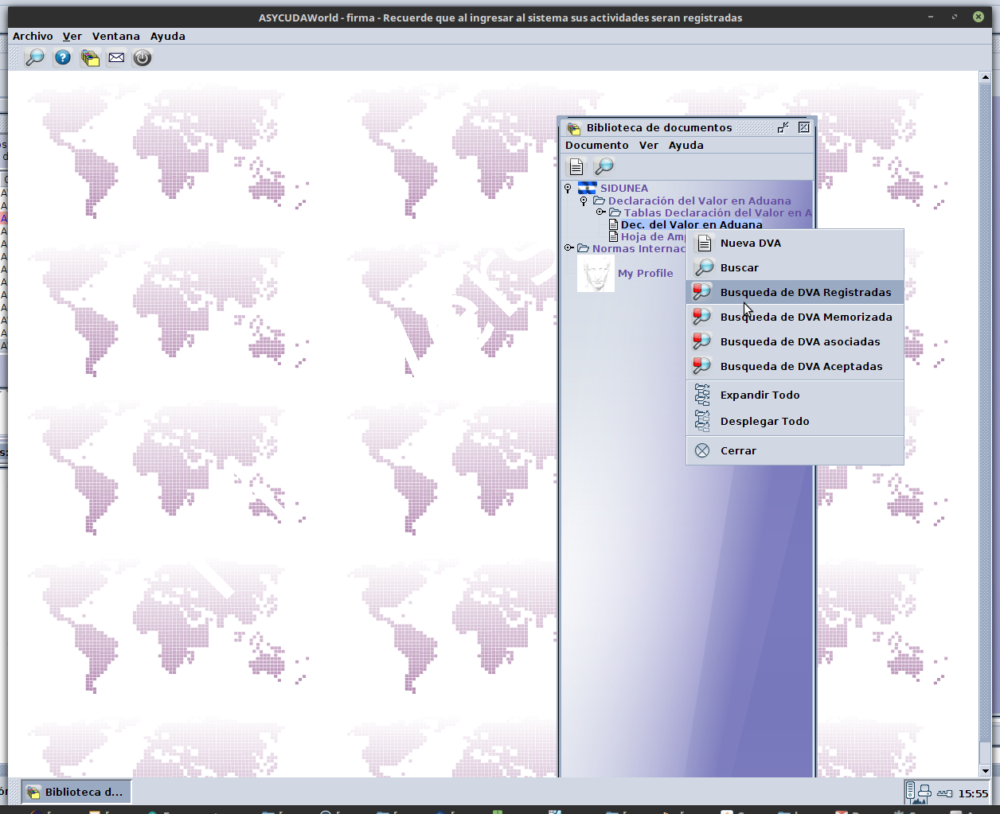 ASYCUDAWorld - firma - Recuerde que al ingresar al sistema sus actividades seran registradas
Archivo Ver Ventana Ayuda
Biblioteca de documentos
Documento Ver Ayuda
SIDUNEA
Declaración del Valor en Aduana
Tablas Declaración del Valor en A
Dec. del Valor en Aduana
Hoja de
Normas
My Profile
Nueva DVA
Buscar
Busqueda de DVA Registradas
Busqueda de DVA Memorizada
Busqueda de DVA asociadas
Busqueda de DVA Aceptadas
Expandir Todo
Desplegar Todo
Cerrar
Biblioteca d...
15:55